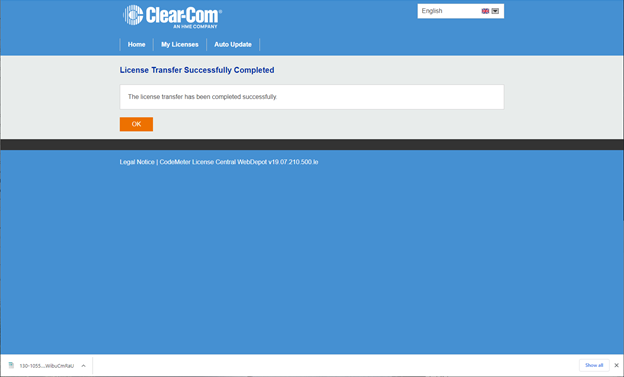 Clear-Com®
AN HME COMPANY
English
Home
My Licenses
Auto Update
License Transfer Successfully Completed
The license transfer has been completed successfully.
OK
Legal Notice | CodeMeter License Central WebDepot v19.07.210.500.le
130-1055....WibuCmRaU
Show all